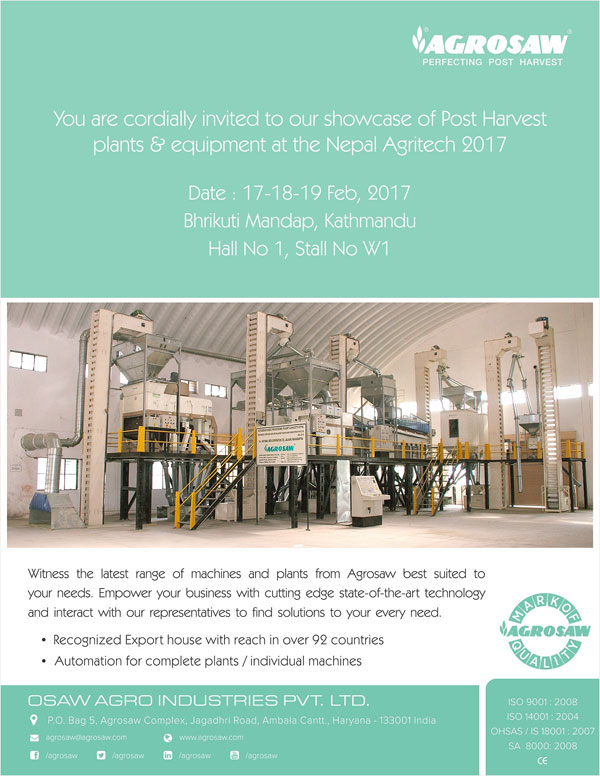 AGROSAW®
PERFECTING POST HARVEST
You are cordially invited to our showcase of Post Harvest
plants & equipment at the Nepal Agritech 2017
Date : 17-18-19 Feb, 2017
Bhrikuti Mandap, Kathmandu
Hall No 1, Stall No W1
AGROSAW
Witness the latest range of machines and plants from Agrosaw best suited to
your needs. Empower your business with cutting edge state-of-the-art technology
and interact with our representatives to find solutions to your every need.
• Recognized Export house with reach in over 92 countries
• Automation for complete plants / individual machines
MARK OF
AGROSAW
QUALITY
OSAW AGRO INDUSTRIES PVT. LTD.
P.O. Bag 5, Agrosaw Complex, Jagadhri Road, Ambala Cantt., Haryana - 133001 India
agrosaw@agrosaw.com www.agrosaw.com
/agrosaw /agrosaw /agrosaw /agrosaw
ISO 9001 : 2008
ISO 14001 : 2004
OHSAS / IS 18001 : 2007
SA 8000: 2008
CE